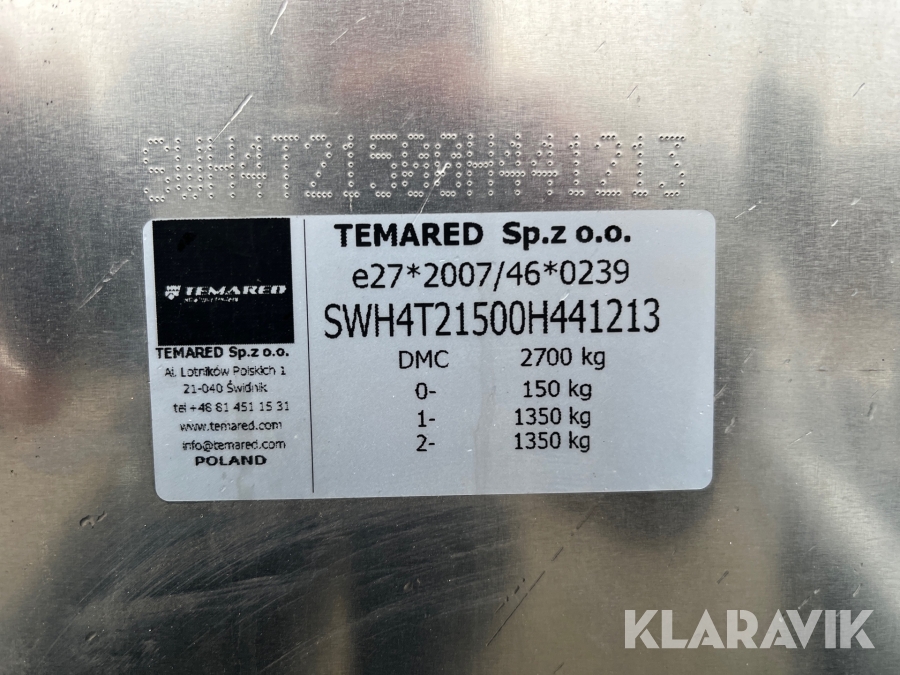 SWH4T21500H441213
TEMARED
TEMARED Sp.z o.o.
Al. Lotników Polskich 1
21-040 Świdnik
tel +48 81 451 15 31
www.temared.com
info@temared.com
POLAND
TEMARED Sp.z o.o.
e27*2007/46*0239
SWH4T21500H441213
DMC 2700 kg
0- 150 kg
1- 1350 kg
2- 1350 kg
KLARAVIK